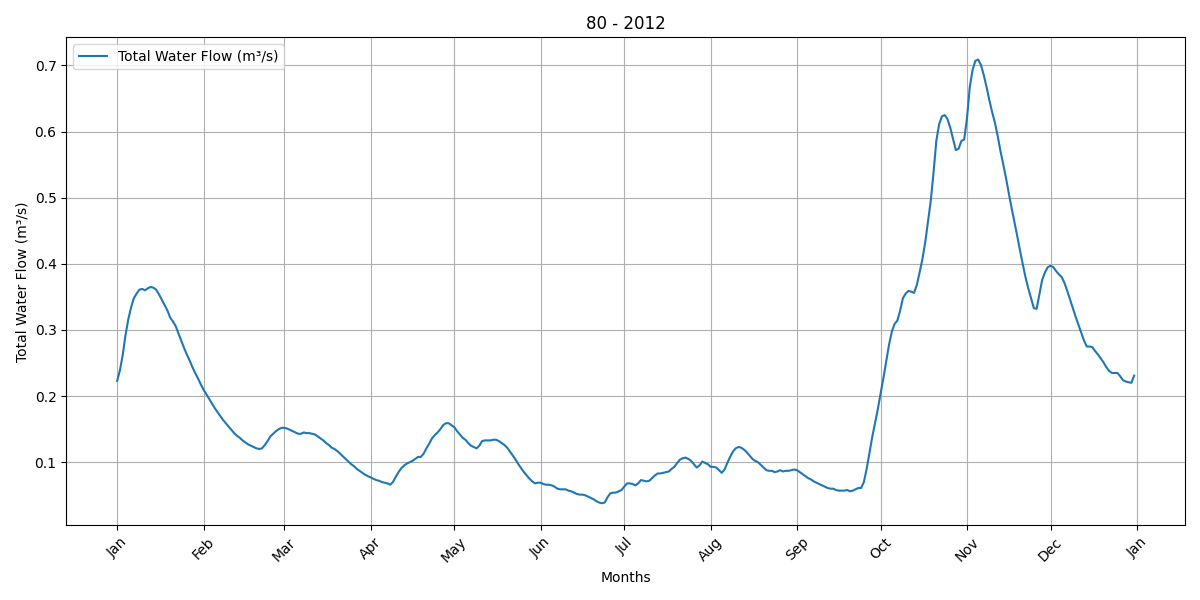 80 - 2012
Total Water Flow (m³/s)
Total Water Flow (m³/s)
0.7
0.6
0.5
0.4
0.3
0.2
0.1
Jan Feb Mar Apr May Jun Jul Aug Sep Oct Nov Dec Jan
Months